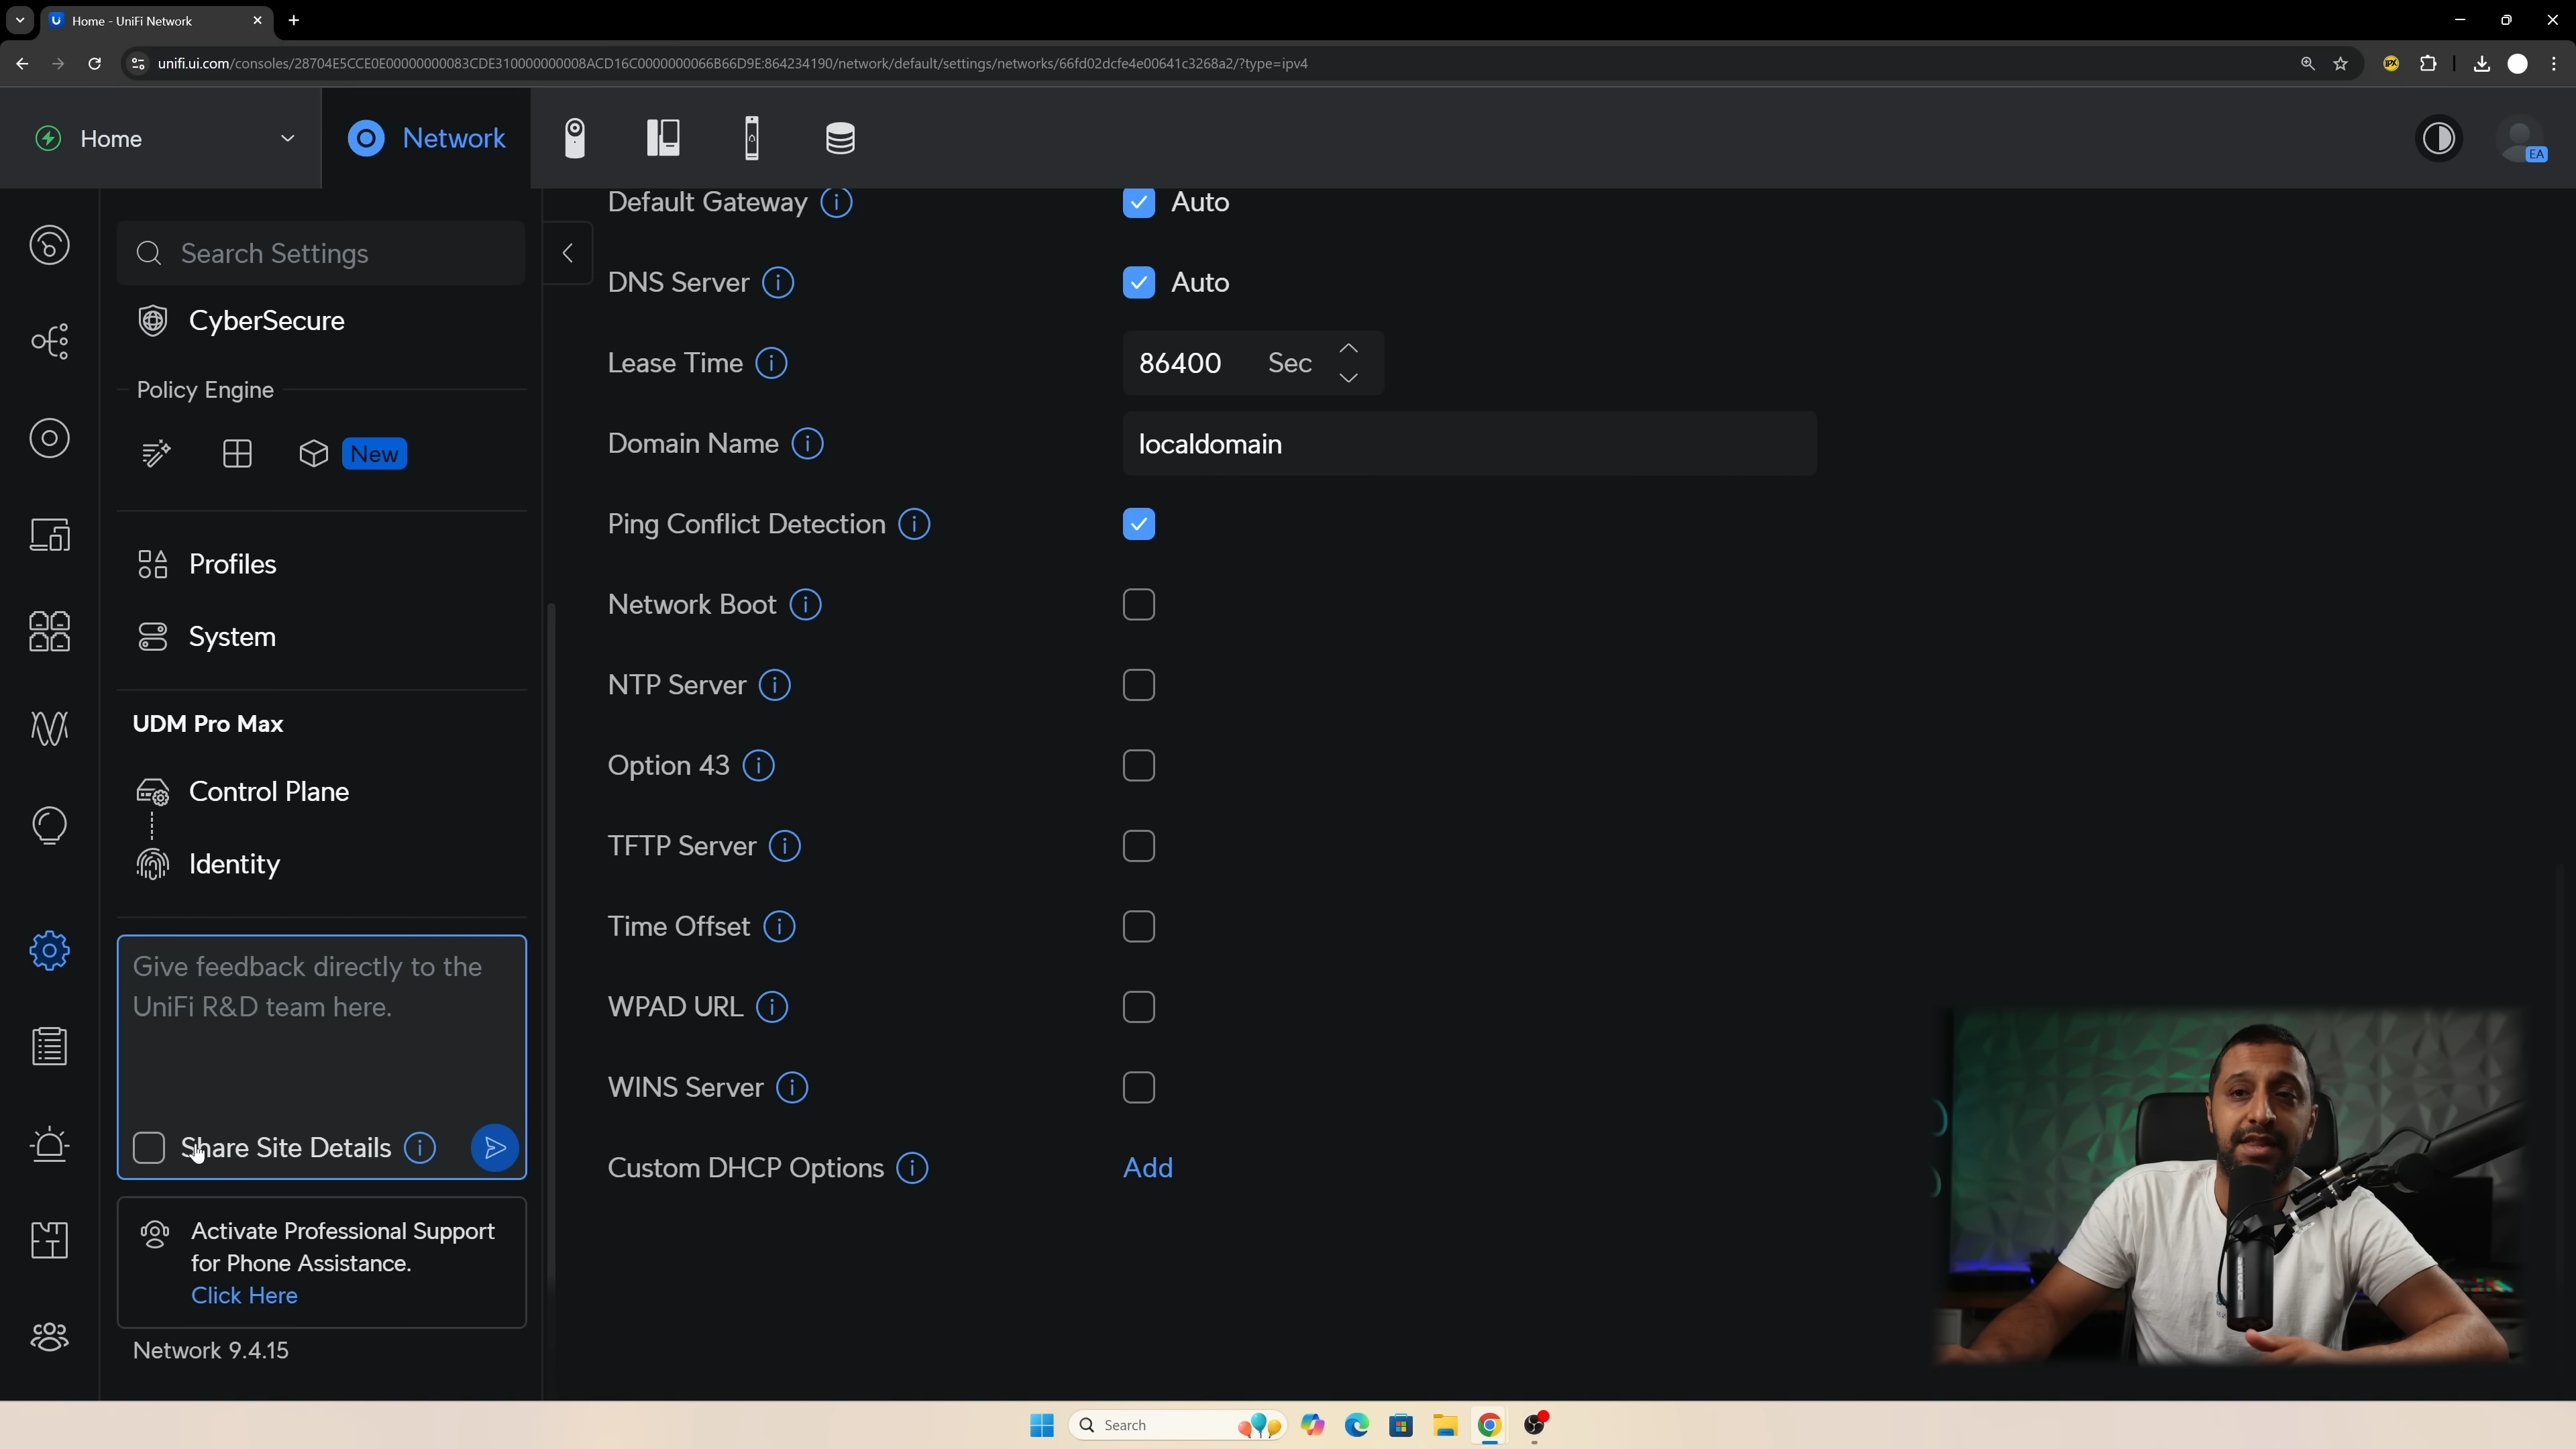 Home - UniFi Network
unifi.ui.com/consoles/28704E5CCE0E00000000083CDE310000000008ACD16C0000000066B66D9E:864234190/network/default/settings/networks/66fd02dcfe4e00641c3268a2/?type=ipv4
Home
Network
EA
Search Settings
CyberSecure
Policy Engine
New
Profiles
System
UDM Pro Max
Control Plane
Identity
Give feedback directly to the
UniFi R&D team here.
Share Site Details
Activate Professional Support
for Phone Assistance.
Click Here
Network 9.4.15
Default Gateway
Auto
DNS Server
Auto
Lease Time
86400 Sec
Domain Name
localdomain
Ping Conflict Detection
Network Boot
NTP Server
Option 43
TFTP Server
Time Offset
WPAD URL
WINS Server
Custom DHCP Options
Add
Search